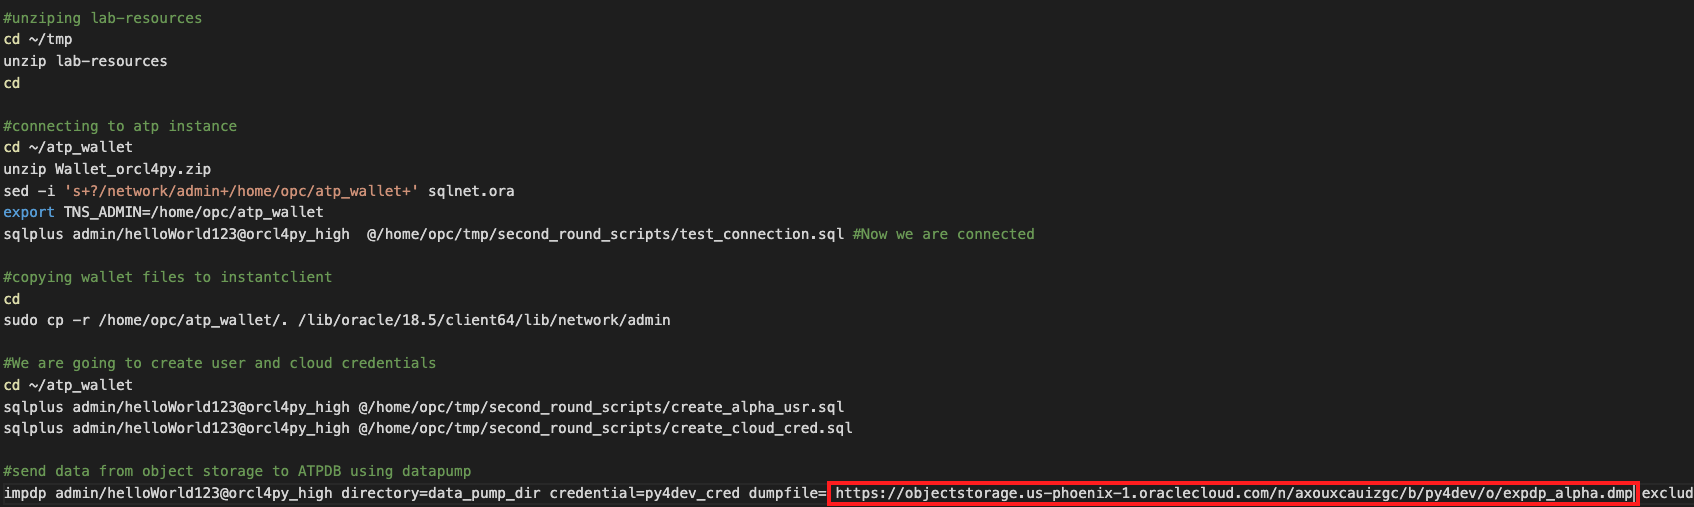 #unziping lab-resources
cd ~/tmp
unzip lab-resources
cd
#connecting to atp instance
cd ~/atp_wallet
unzip Wallet_orcl4py.zip
sed -i 's+?/network/admin+/home/opc/atp_wallet+' sqlnet.ora
export TNS_ADMIN=/home/opc/atp_wallet
sqlplus admin/helloWorld123@orcl4py_high  @/home/opc/tmp/second_round_scripts/test_connection.sql #Now we are connected
#copying wallet files to instantclient
cd
sudo cp -r /home/opc/atp_wallet/. /lib/oracle/18.5/client64/lib/network/admin
#We are going to create user and cloud credentials
cd ~/atp_wallet
sqlplus admin/helloWorld123@orcl4py_high @/home/opc/tmp/second_round_scripts/create_alpha_usr.sql
sqlplus admin/helloWorld123@orcl4py_high @/home/opc/tmp/second_round_scripts/create_cloud_cred.sql
#send data from object storage to ATPDB using datapump
impdp admin/helloWorld123@orcl4py_high directory=data_pump_dir credential=py4dev_cred dumpfile= https://objectstorage.us-phoenix-1.oraclecloud.com/n/axouxcauizgc/b/py4dev/o/expdp_alpha.dmp exclud